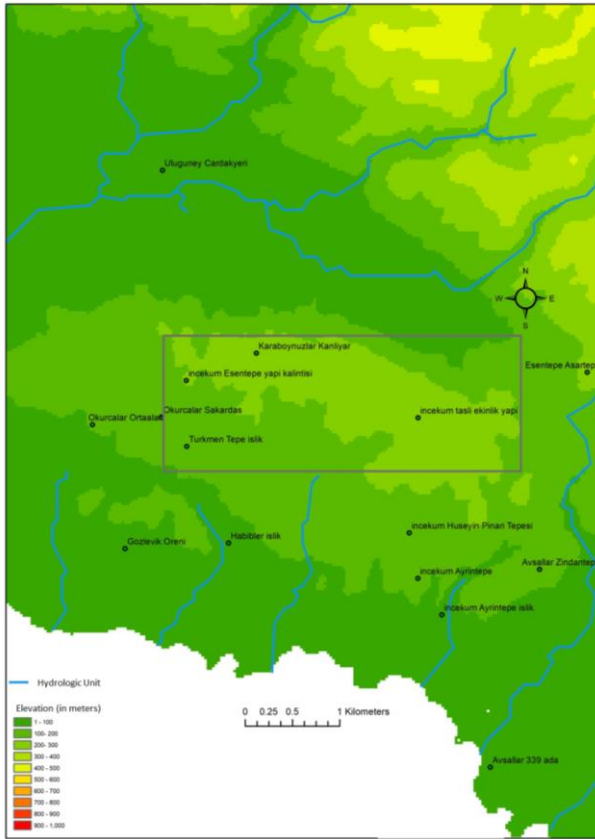 Uluguney Cardakyeri
N
W E
S
Karaboynuzlar Kanliyar
Esentepe Asartep
incekum Esentepe yapi kalintisi
Okurcalar Sakardas
Okurcalar Ortaalan
incekum tasli ekinlik yapi
Turkmen Tepe islik
incekum Huseyin Pinari Tepesi
Habibler islik
Gozlevik Oreni
Avsallar Zindantep
incekum Ayrintepe
incekum Ayrintepe islik
Hydrologic Unit
Elevation (in meters)
1 - 100
100- 200
200- 300
300 - 400
400 - 500
500 - 600
600 - 700
700 - 800
800 - 900
900 - 1,000
0 0.25 0.5 1 Kilometers
Avsallar 339 ada